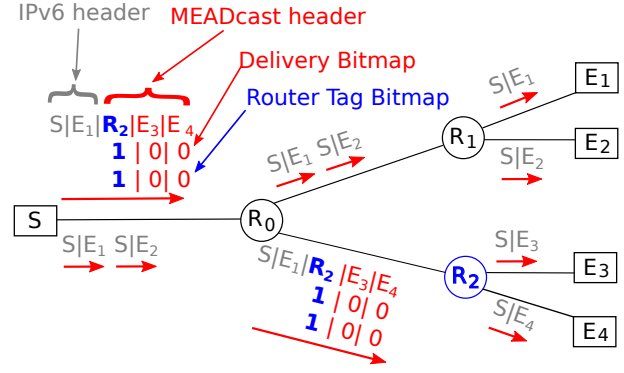 IPv6 header
MEADcast header
Delivery Bitmap
Router Tag Bitmap
S|E1|R2|E3|E4
1 | 0| 0
1 | 0| 0
S|E1 S|E2
S|E1
E1
R1
E2
S|E2
S
R0
S|E1 S|E2
S|E1|R2|E3|E4
1 | 0| 0
1 | 0| 0
S|E3
R2
E3
S|E4
E4